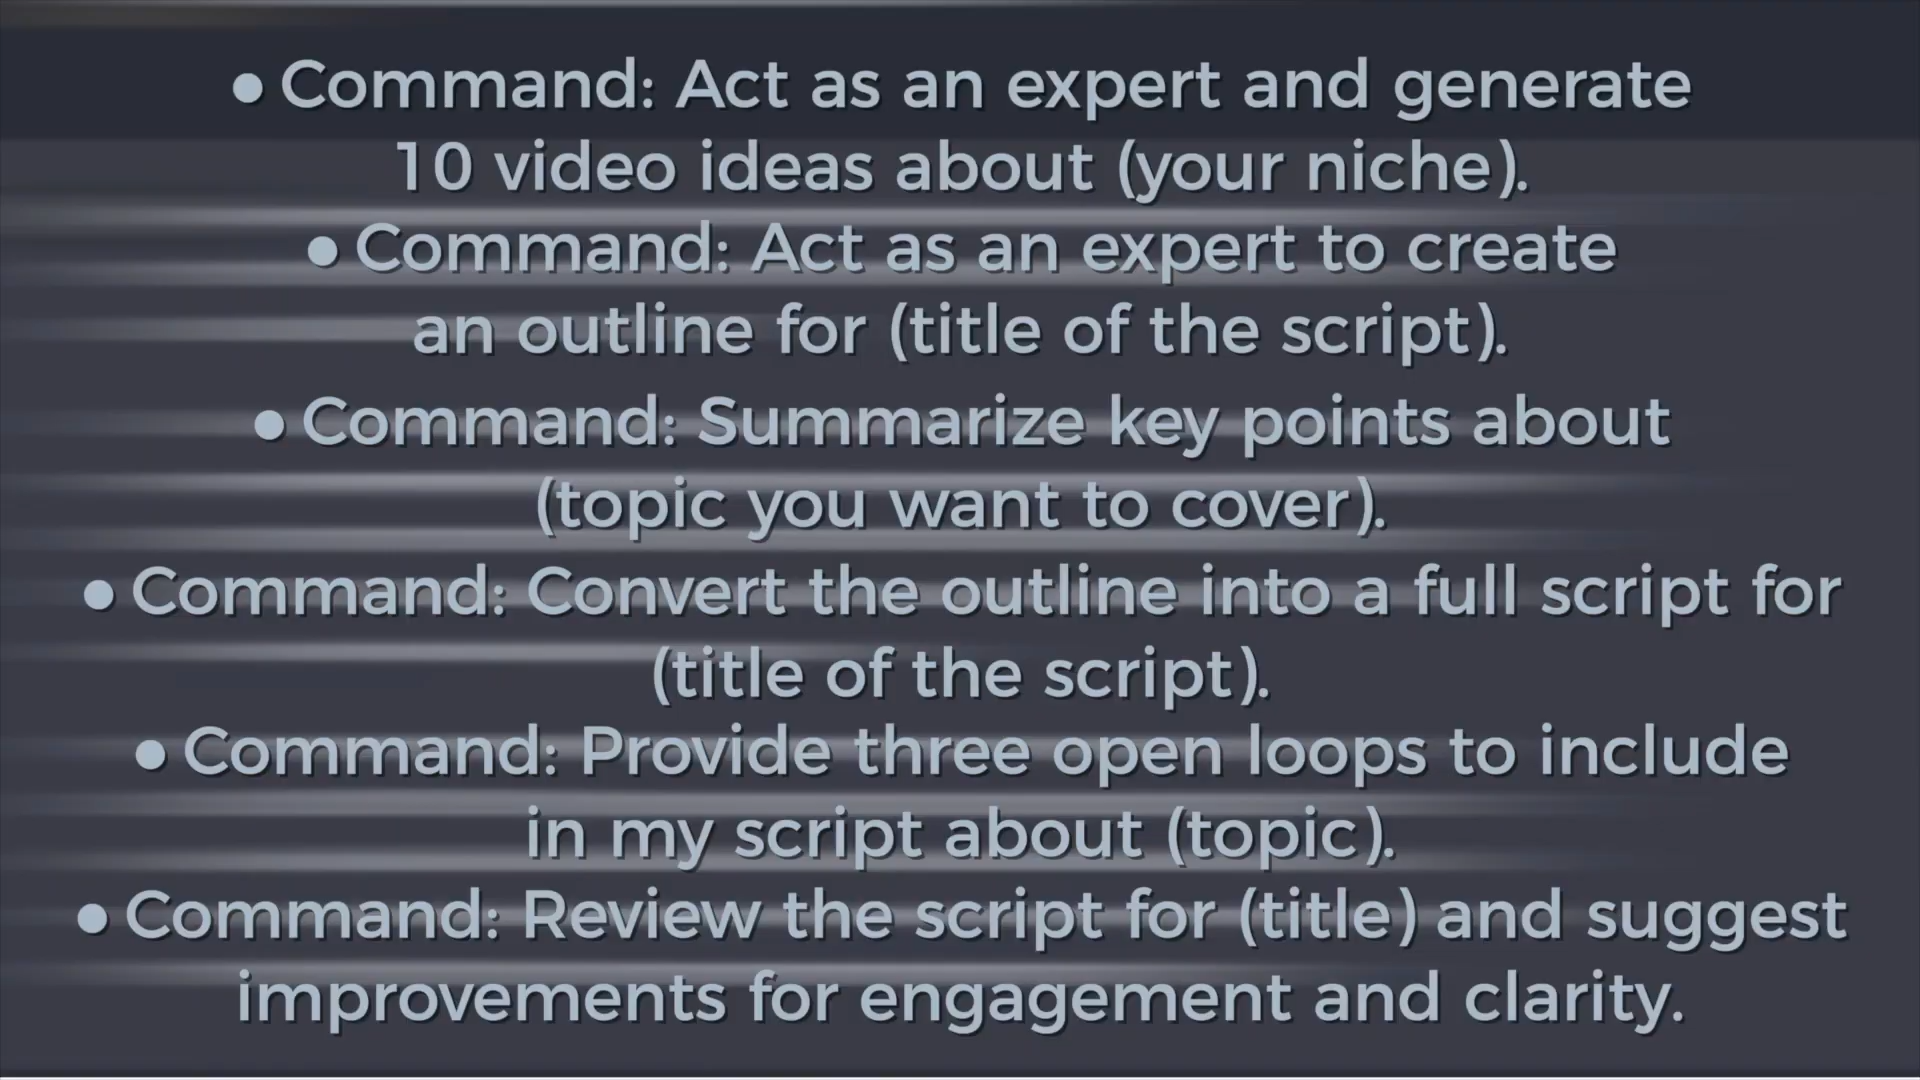 ● Command: Act as an expert and generate
10 video ideas about (your niche).
● Command: Act as an expert to create
an outline for (title of the script).
● Command: Summarize key points about
(topic you want to cover).
● Command: Convert the outline into a full script for
(title of the script).
● Command: Provide three open loops to include
in my script about (topic).
● Command: Review the script for (title) and suggest
improvements for engagement and clarity.